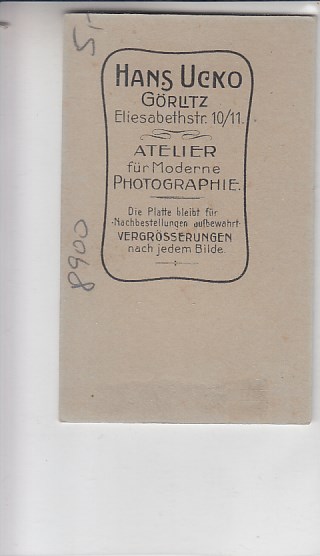 5.-
HANS UCKO
GÖRLITZ
Eliesabethstr. 10/11.
ATELIER
für Moderne
PHOTOGRAPHIE.
Die Platte bleibt für
Nachbestellungen aufbewahrt
VERGRÖSSERUNGEN
nach jedem Bilde.
8900